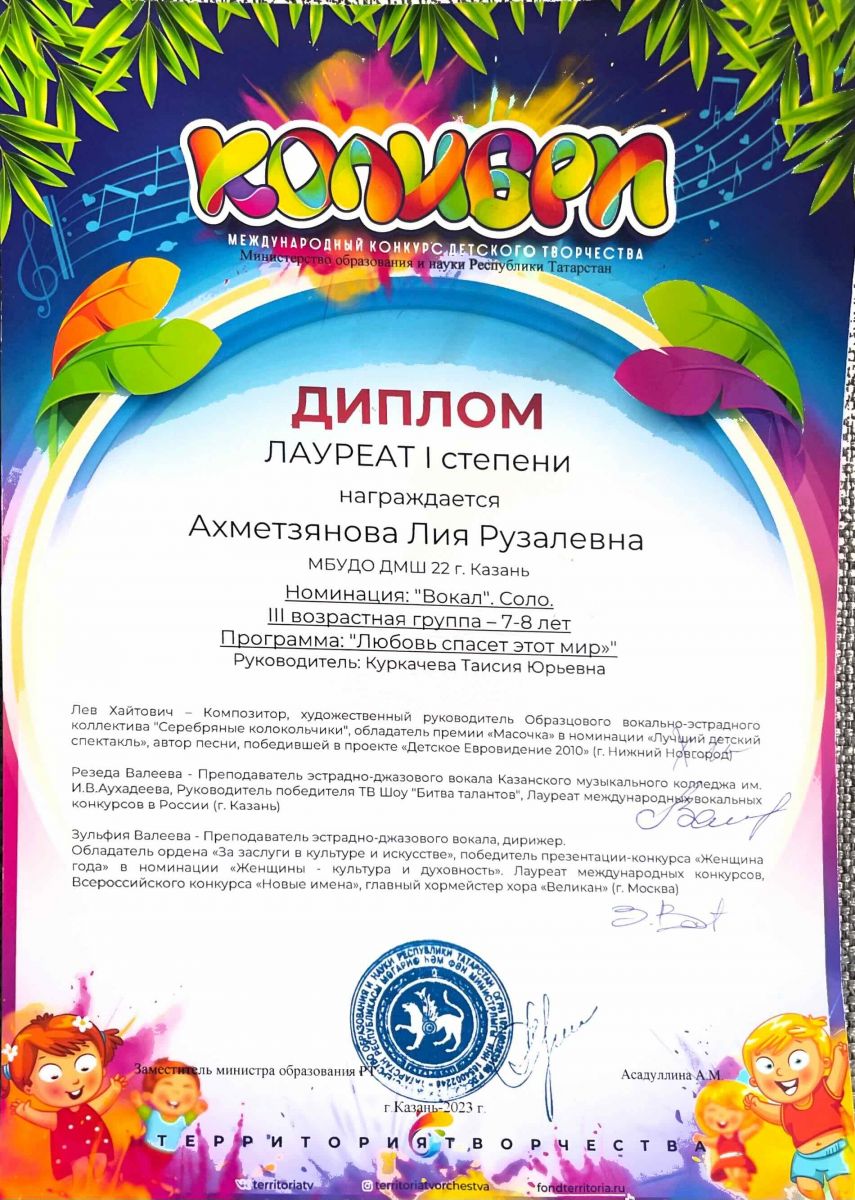 КОЛИБРИ
МЕЖДУНАРОДНЫЙ КОНКУРС ДЕТСКОГО ТВОРЧЕСТВА
Министерство образования и науки Республики Татарстан
ДИПЛОМ
ЛАУРЕАТ I степени
награждается
Ахметзянова Лия Рузалевна
МБУДО ДМШ 22 г. Казань
Номинация: "Вокал". Соло.
III возрастная группа – 7-8 лет
Программа: "Любовь спасет этот мир»"
Руководитель: Куркачева Таисия Юрьевна
Лев Хайтович – Композитор, художественный руководитель Образцового вокально-эстрадного
коллектива "Серебряные колокольчики", обладатель премии «Масочка» в номинации «Лучший детский
спектакль», автор песни, победившей в проекте «Детское Евровидение 2010» (г. Нижний Новгород)
Резеда Валеева - Преподаватель эстрадно-джазового вокала Казанского музыкального колледжа им.
И.В.Аухадеева, Руководитель победителя ТВ Шоу "Битва талантов", Лауреат международных вокальных
конкурсов в России (г. Казань)
Зульфия Валеева - Преподаватель эстрадно-джазового вокала, дирижер.
Обладатель ордена «За заслуги в культуре и искусстве», победитель презентации-конкурса «Женщина
года» в номинации «Женщины - культура и духовность». Лауреат международных конкурсов,
Всероссийского конкурса «Новые имена», главный хормейстер хора «Великан» (г. Москва)
Заместитель министра образования РТ
Асадуллина А.М.
г.Казань-2023 г.
ТЕРРИТОРИЯ ТВОРЧЕСТВА
territoriatv
territoriatvorchestva
fondterritoria.ru